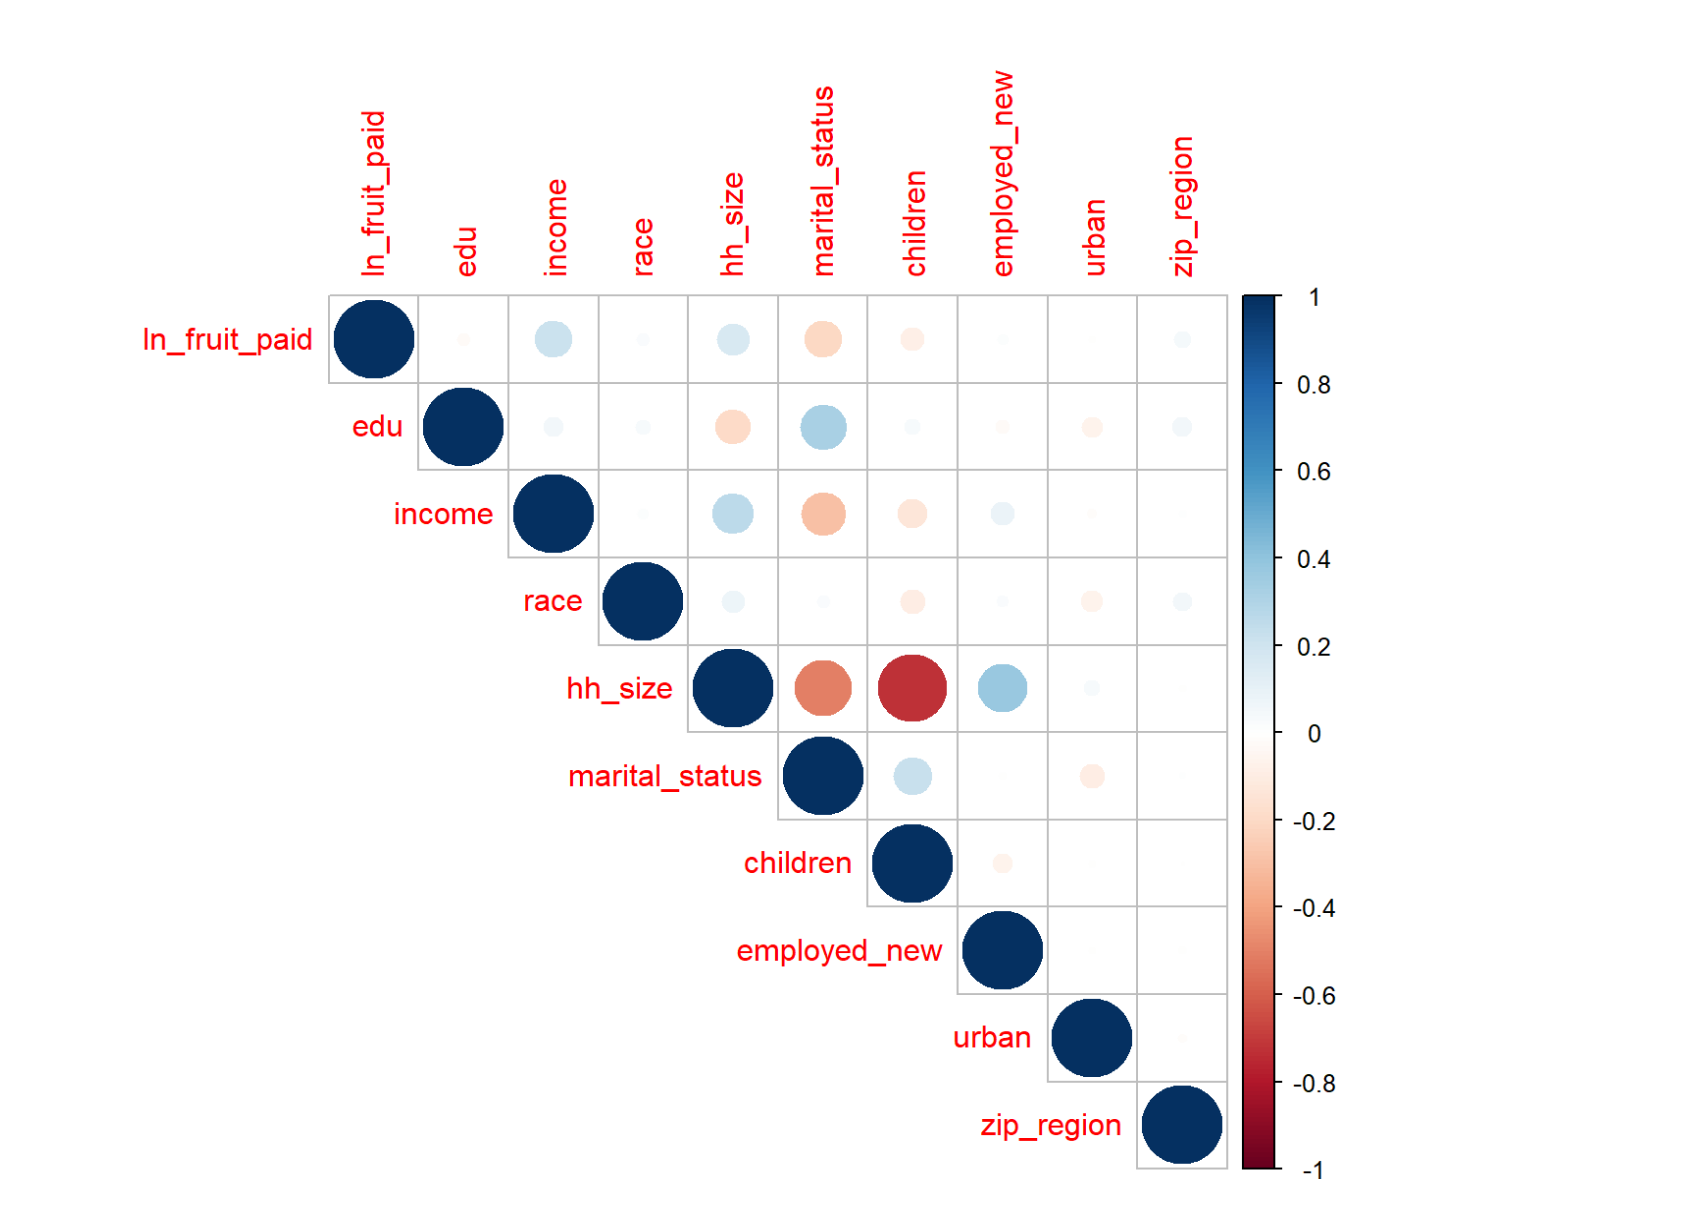 ln_fruit_paid
edu
income
race
hh_size
marital_status
children
employed_new
urban
zip_region
ln_fruit_paid
edu
income
race
hh_size
marital_status
children
employed_new
urban
zip_region
1
0.8
0.6
0.4
0.2
0
-0.2
-0.4
-0.6
-0.8
-1